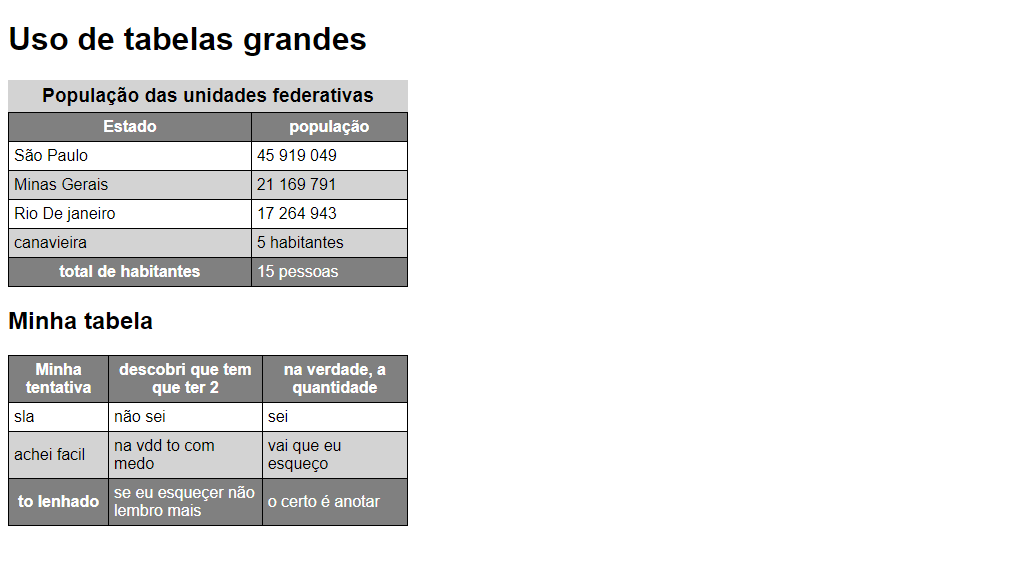 Uso de tabelas grandes
População das unidades federativas
Estado população
São Paulo 45 919 049
Minas Gerais 21 169 791
Rio De janeiro 17 264 943
canavieira 5 habitantes
total de habitantes 15 pessoas
Minha tabela
Minha tentativa descobri que tem que ter 2 na verdade, a quantidade
sla não sei sei
achei facil na vdd to com medo vai que eu esqueço
to lenhado se eu esqueçer não lembro mais o certo é anotar